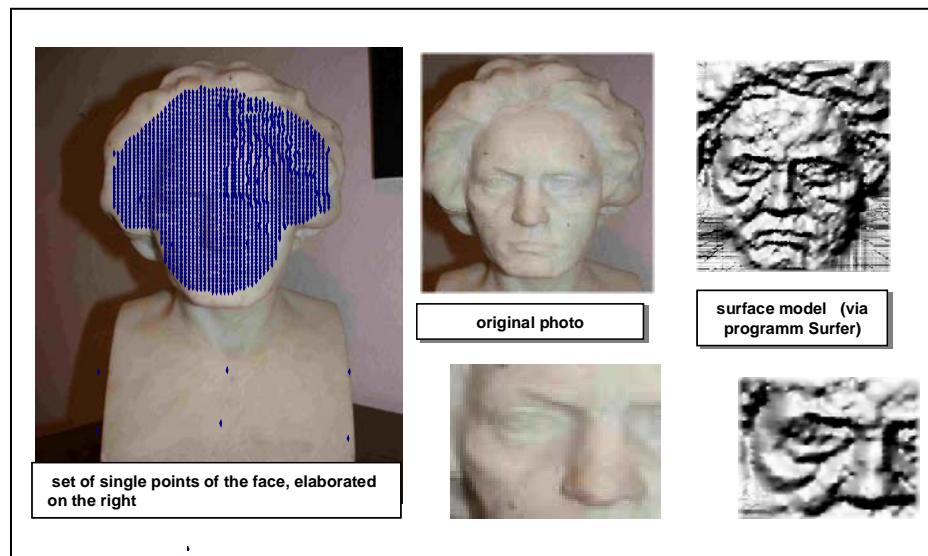 original photo
surface model (via
programm Surfer)
set of single points of the face, elaborated
on the right